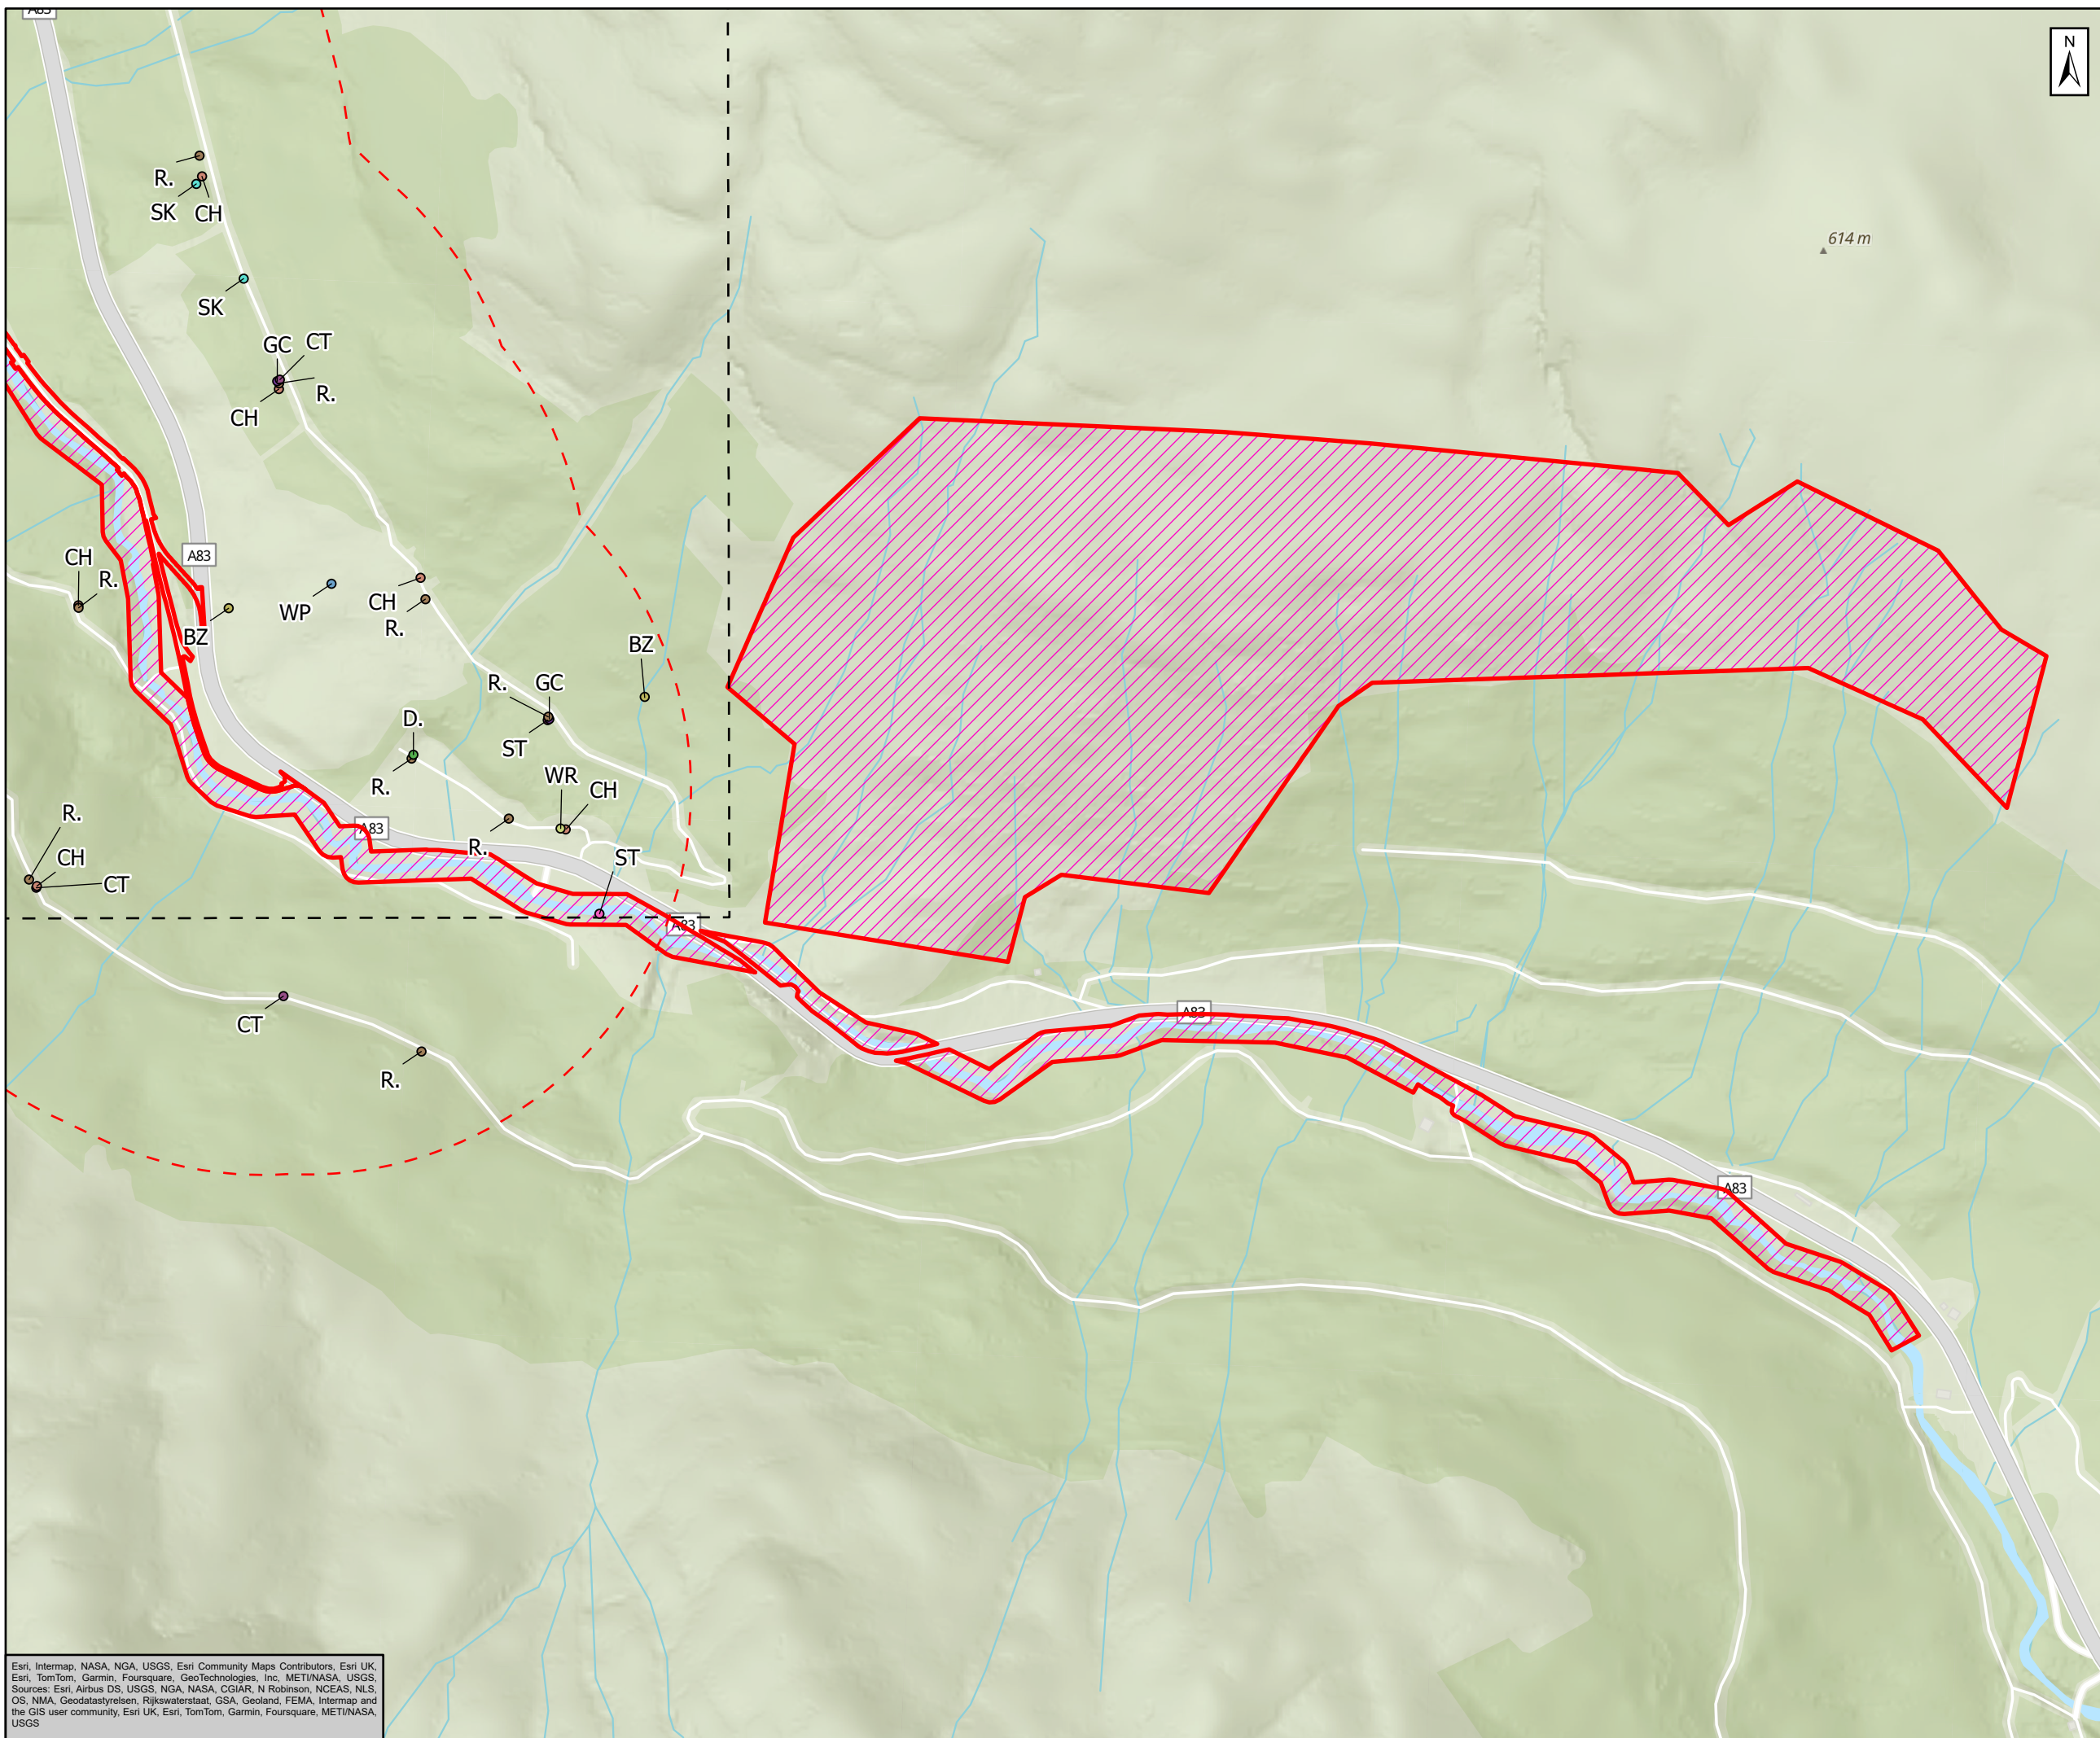 A83
N
R.
SK
CH
614 m
SK
GC
CT
R.
CH
A83
CH
R.
WP
CH
R.
BZ
BZ
R.
GC
D.
ST
R.
WR
CH
R.
A83
R.
ST
CH
CT
A83
CT
A83
R.
A83
Esri, Intermap, NASA, NGA, USGS, Esri Community Maps Contributors, Esri UK,
Esri, TomTom, Garmin, Foursquare, GeoTechnologies, Inc, METI/NASA, USGS,
Sources: Esri, Airbus DS, USGS, NGA, NASA, CGIAR, N Robinson, NCEAS, NLS,
OS, NMA, Geodatastyrelsen, Rijkswaterstaat, GSA, Geoland, FEMA, Intermap and
the GIS user community, Esri UK, Esri, TomTom, Garmin, Foursquare, METI/NASA,
USGS